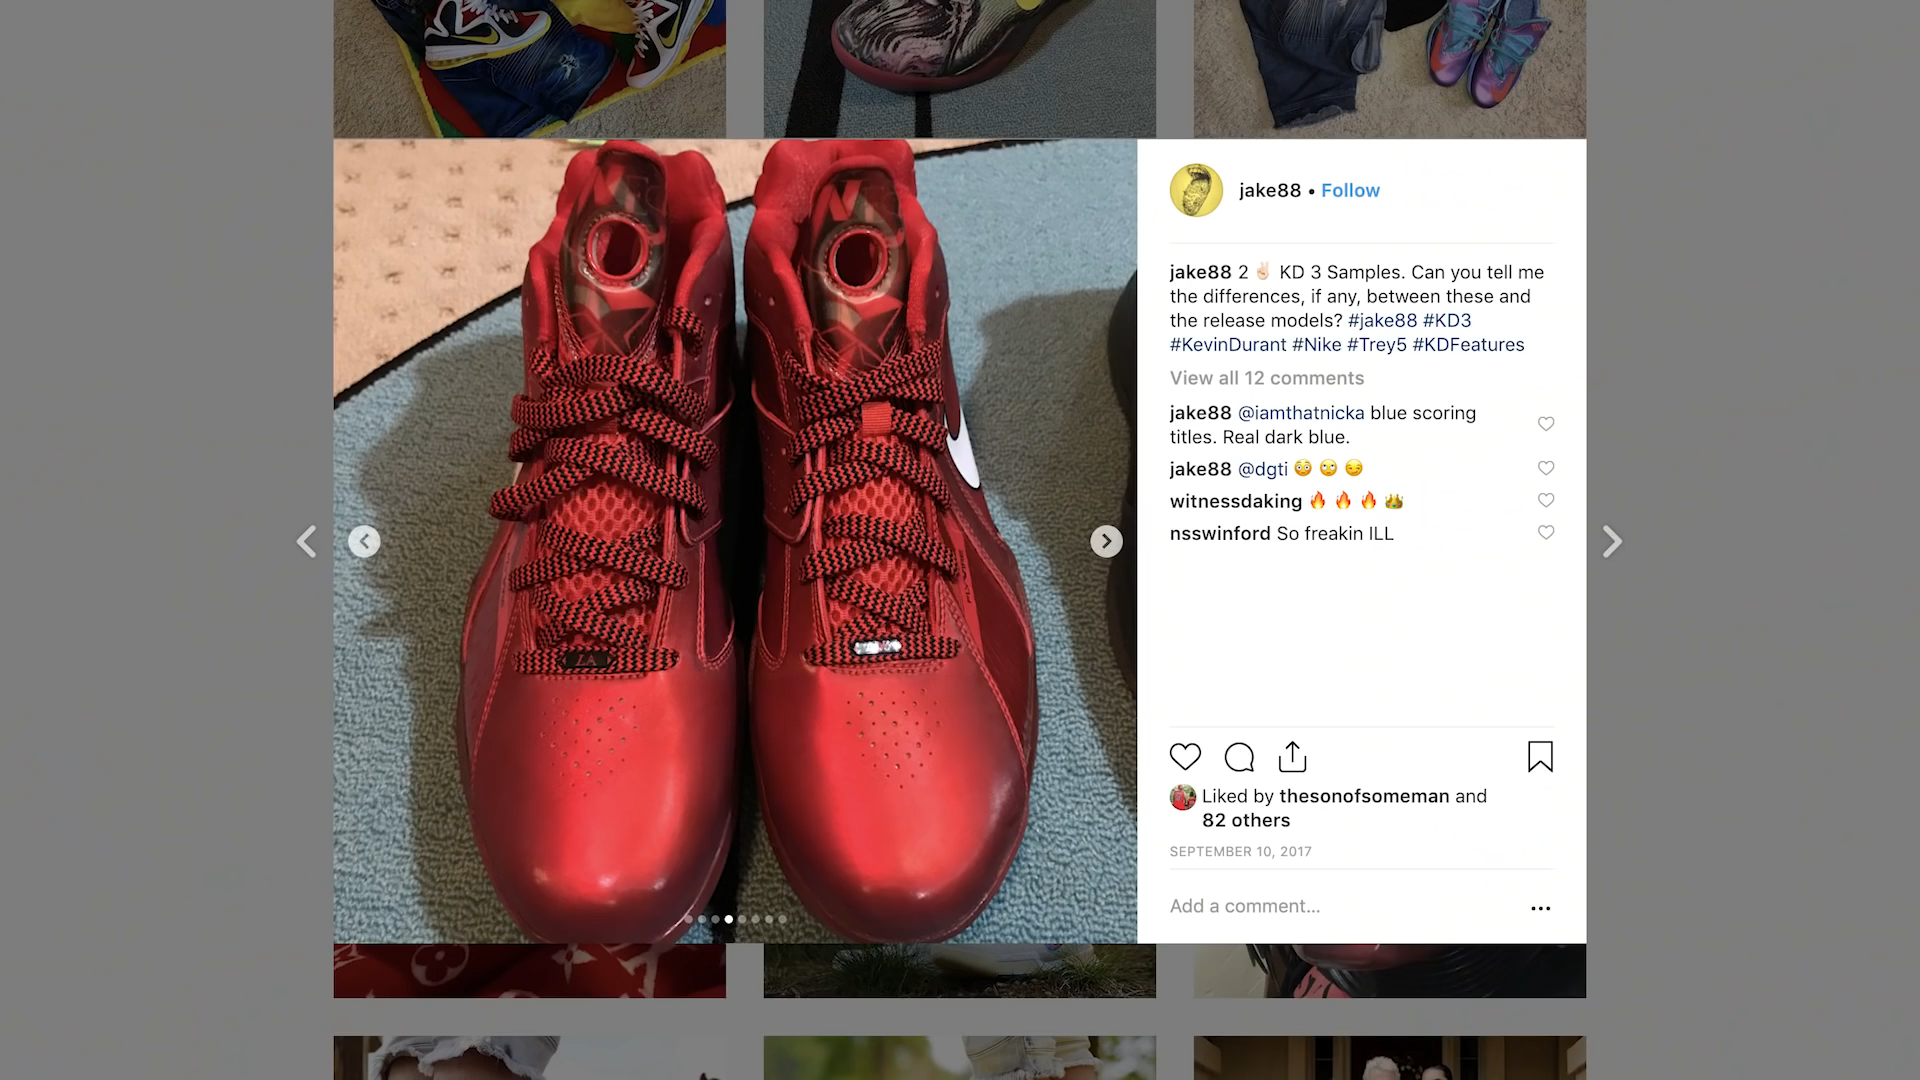 jake88 • Follow
jake88 2 ✌🏻 KD 3 Samples. Can you tell me
the differences, if any, between these and
the release models? #jake88 #KD3
#KevinDurant #Nike #Trey5 #KDFeatures
View all 12 comments
jake88 @iamthatnicka blue scoring
titles. Real dark blue.
jake88 @dgti 😳 🙄 😏
witnessdaking 🔥 🔥 🔥 👑
nsswinford So freakin ILL
Liked by thesonofsomeman and
82 others
SEPTEMBER 10, 2017
Add a comment...
LA